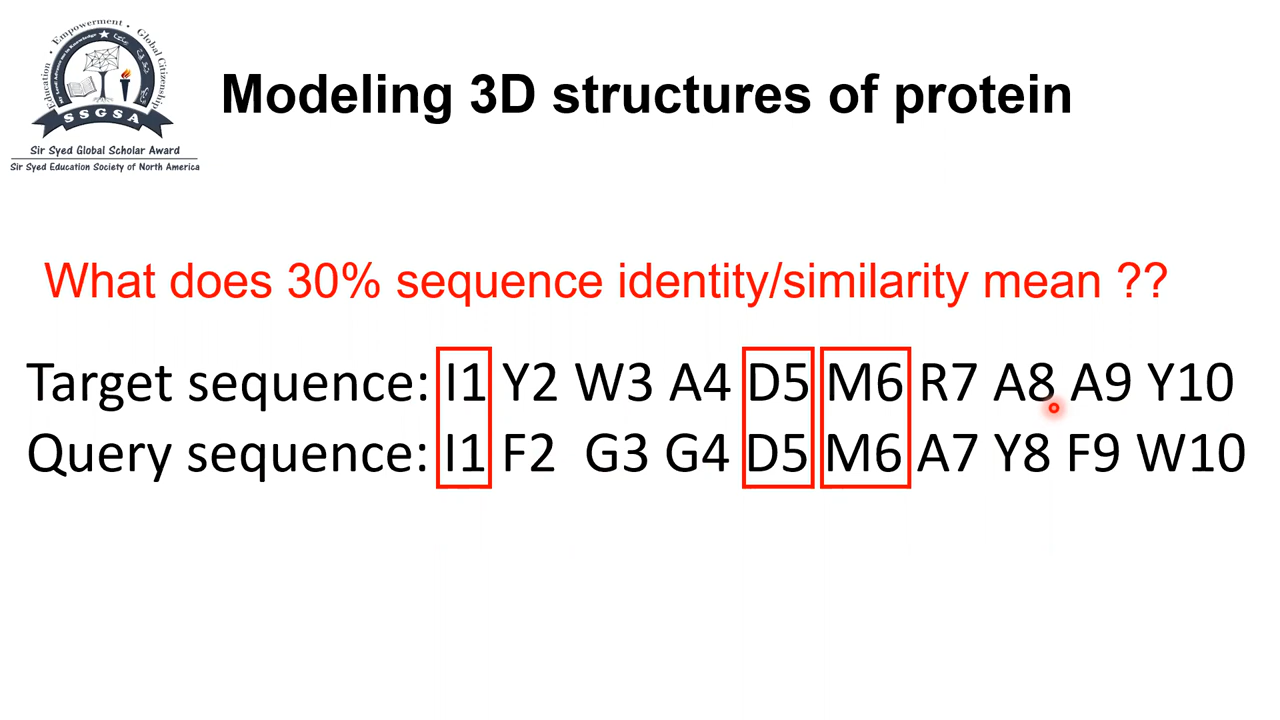 Education • Empowerment • Global Citizenship
SSGSA
Sir Syed Global Scholar Award
Sir Syed Education Society of North America
Modeling 3D structures of protein
What does 30% sequence identity/similarity mean ??
Target sequence: I1 Y2 W3 A4 D5 M6 R7 A8 A9 Y10
Query sequence: I1 F2 G3 G4 D5 M6 A7 Y8 F9 W10